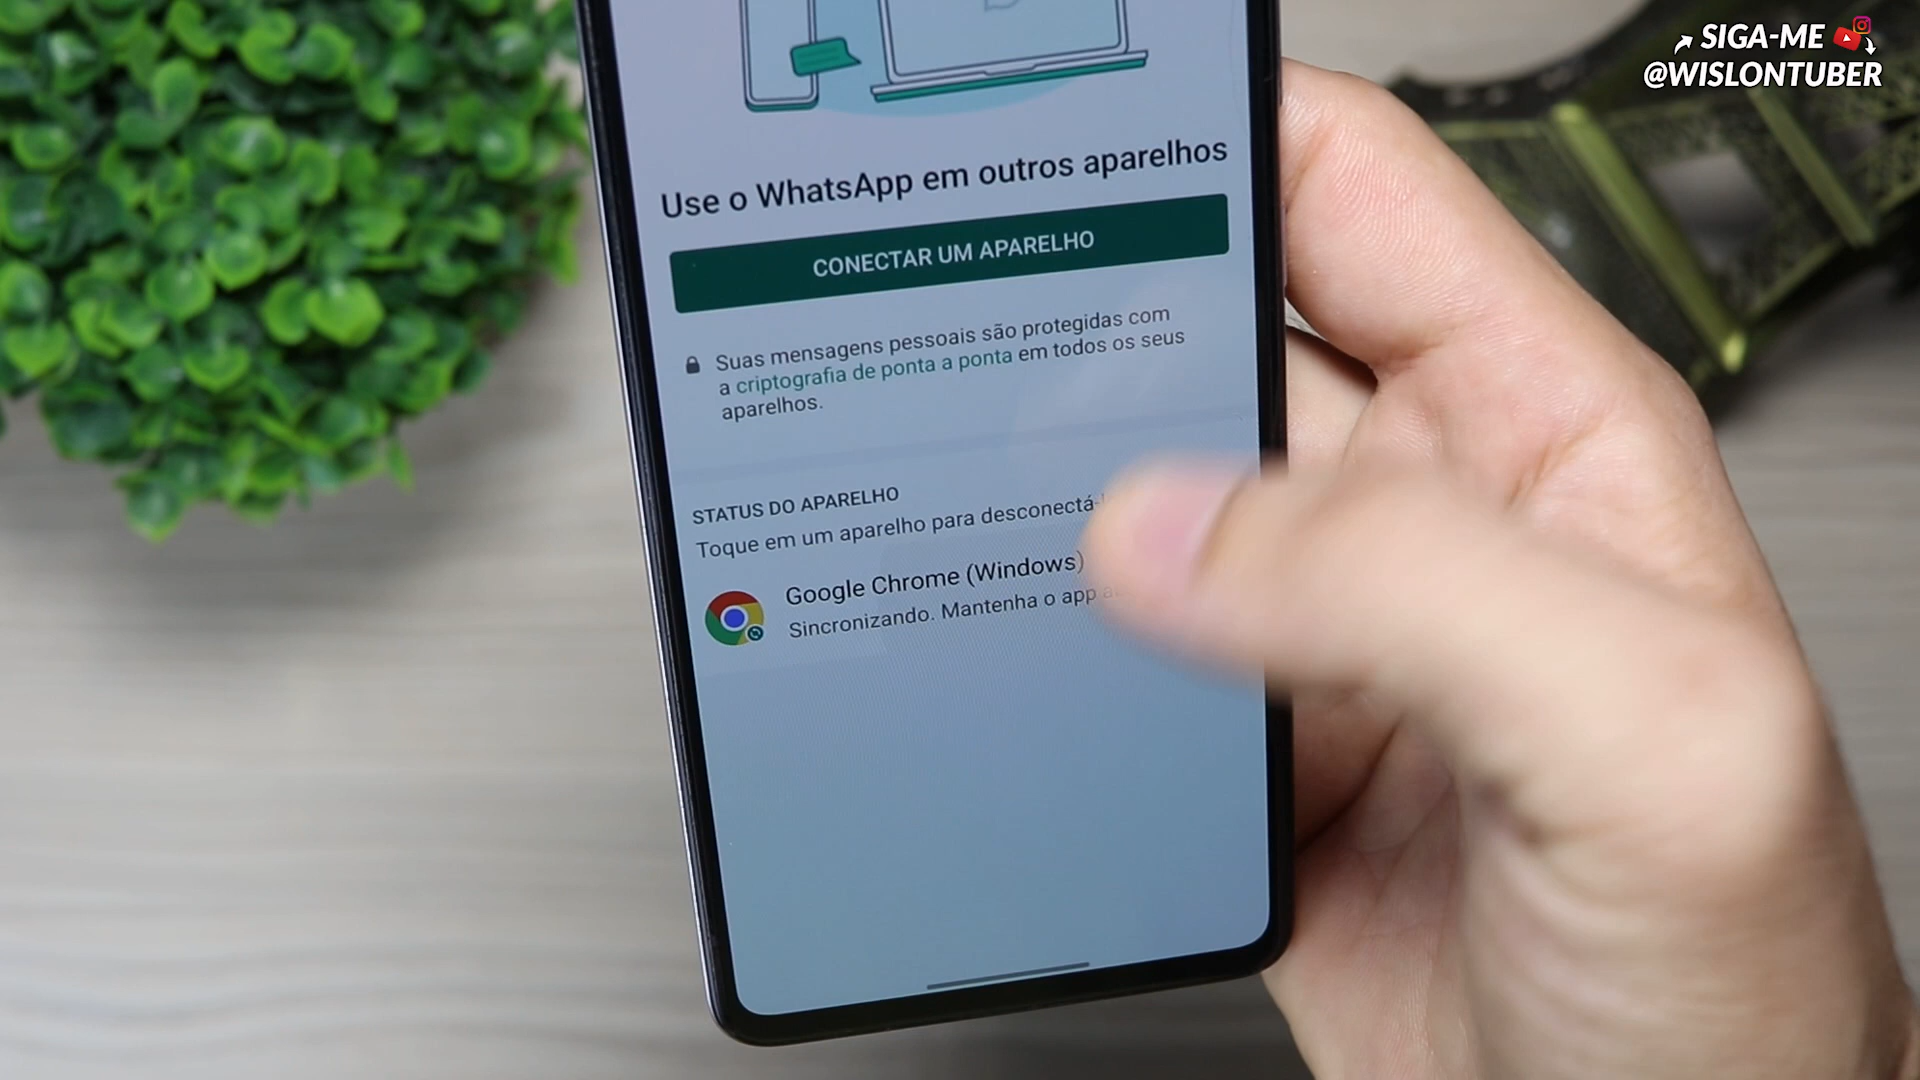 SIGA-ME
@WISLONTUBER
Use o WhatsApp em outros aparelhos
CONECTAR UM APARELHO
Suas mensagens pessoais são protegidas com
a criptografia de ponta a ponta em todos os seus
aparelhos.
STATUS DO APARELHO
Toque em um aparelho para desconectá-
Google Chrome (Windows)
Sincronizando. Mantenha o app